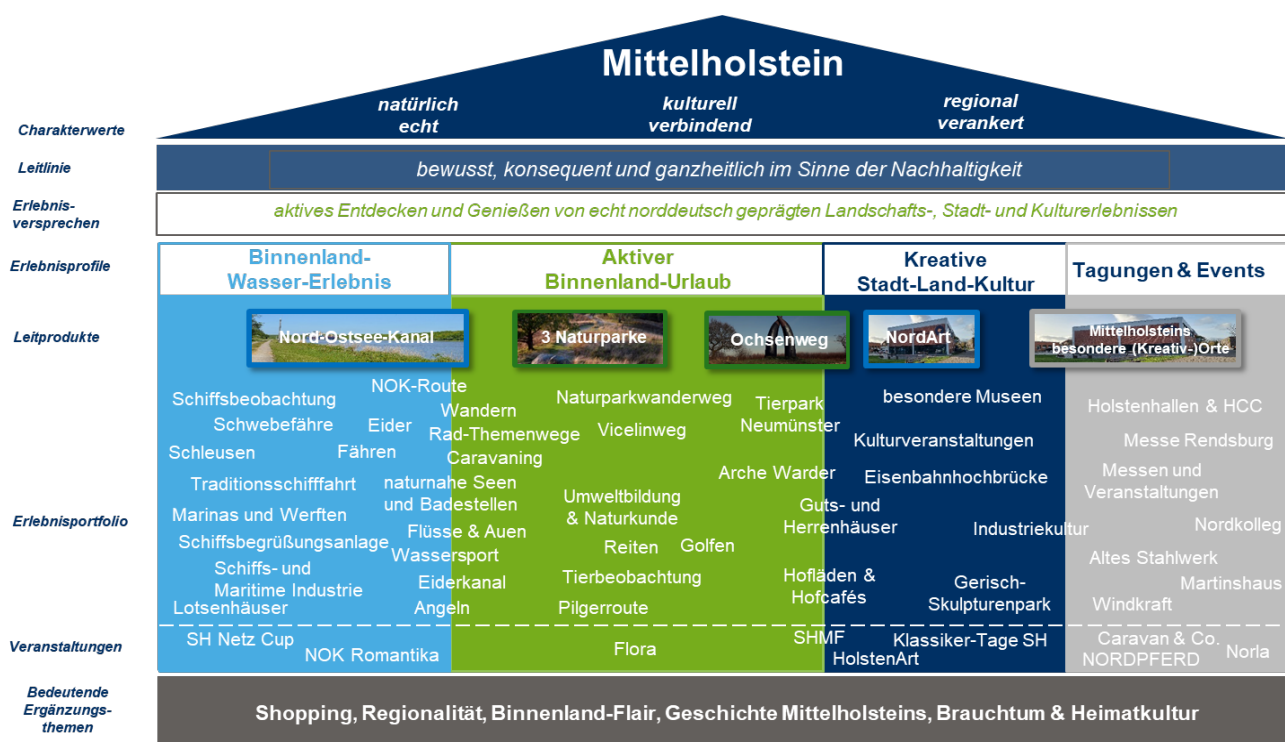 Mittelholstein
natürlich
echt
kulturell
verbindend
regional
verankert
Charakterwerte
Leitlinie
bewusst, konsequent und ganzheitlich im Sinne der Nachhaltigkeit
Erlebnis-
versprechen
aktives Entdecken und Genießen von echt norddeutsch geprägten Landschafts-, Stadt- und Kulturerlebnissen
Erlebnisprofile
Binnenland-
Wasser-Erlebnis
Aktiver
Binnenland-Urlaub
Kreative
Stadt-Land-Kultur
Tagungen & Events
Leitprodukte
Nord-Ostsee-Kanal
3 Naturparke
Ochsenweg
NordArt
Mittelholsteins
besondere (Kreativ-)Orte
Erlebnisportfolio
NOK-Route
Schiffsbeobachtung
Schwebefähre
Eider
Schleusen
Fähren
Traditionsschifffahrt
Marinas und Werften
Schiffsbegrüßungsanlage
Schiffs- und
Maritime Industrie
Lotsenhäuser
Wandern
Rad-Themenwege
Caravaning
naturnahe Seen
und Badestellen
Flüsse & Auen
Wassersport
Eiderkanal
Angeln
Naturparkwanderweg
Vicelinweg
Tierpark
Neumünster
Arche Warder
Umweltbildung
& Naturkunde
Reiten
Golfen
Tierbeobachtung
Pilgerroute
Guts- und
Herrenhäuser
Hofläden &
Hofcafés
besondere Museen
Kulturveranstaltungen
Eisenbahnhochbrücke
Industriekultur
Gerisch-
Skulpturenpark
Holstenhallen & HCC
Messe Rendsburg
Messen und
Veranstaltungen
Nordkolleg
Altes Stahlwerk
Martinshaus
Windkraft
Veranstaltungen
SH Netz Cup
NOK Romantika
Flora
SHMF
HolstenArt
Klassiker-Tage SH
Caravan & Co.
NORDPFERD
Norla
Bedeutende
Ergänzungs-
themen
Shopping, Regionalität, Binnenland-Flair, Geschichte Mittelholsteins, Brauchtum & Heimatkultur